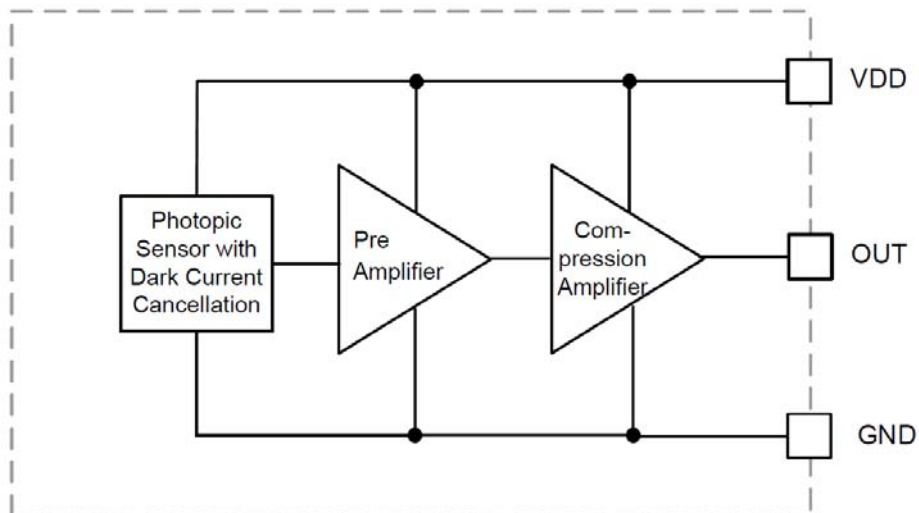 VDD
Photopic
Sensor with
Dark Current
Cancellation
Pre
Amplifier
Com-
pression
Amplifier
OUT
GND